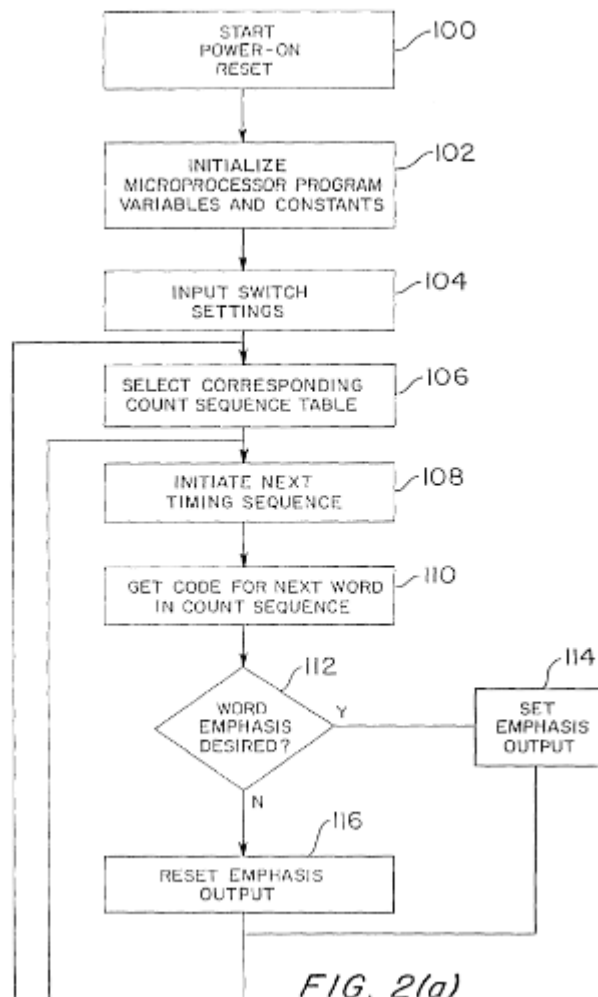 START
POWER-ON
RESET
100
INITIALIZE
MICROPROCESSOR PROGRAM
VARIABLES AND CONSTANTS
102
INPUT SWITCH
SETTINGS
104
SELECT CORRESPONDING
COUNT SEQUENCE TABLE
106
INITIATE NEXT
TIMING SEQUENCE
108
GET CODE FOR NEXT WORD
IN COUNT SEQUENCE
110
112
WORD
EMPHASIS
DESIRED?
Y
N
114
SET
EMPHASIS
OUTPUT
116
RESET EMPHASIS
OUTPUT
FIG. 2(a)